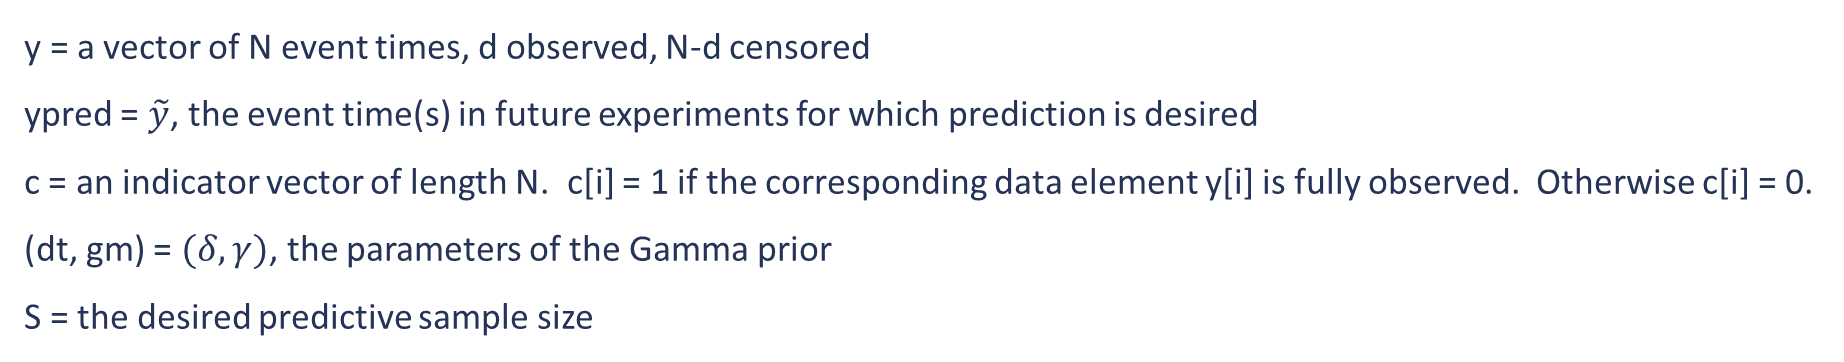 y = a vector of N event times, d observed, N-d censored
ypred = ỹ, the event time(s) in future experiments for which prediction is desired
c = an indicator vector of length N.  c[i] = 1 if the corresponding data element y[i] is fully observed.  Otherwise c[i] = 0.
(dt, gm) = (δ, γ), the parameters of the Gamma prior
S = the desired predictive sample size